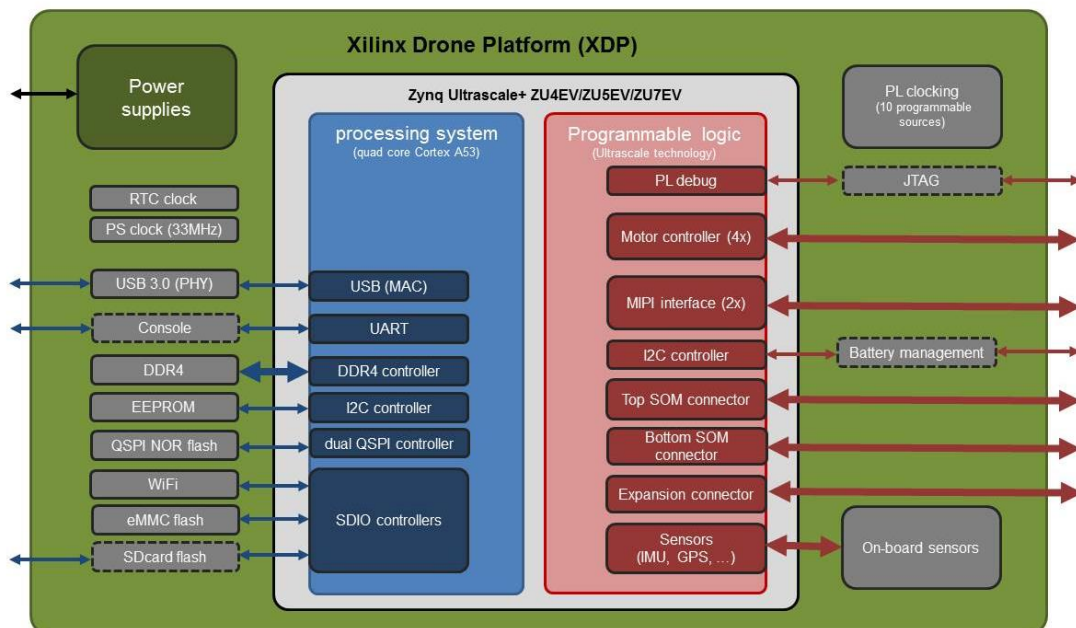 Xilinx Drone Platform (XDP)
Power
supplies
RTC clock
PS clock (33MHz)
USB 3.0 (PHY)
Console
DDR4
EEPROM
QSPI NOR flash
WiFi
eMMC flash
SDcard flash
Zynq Ultrascale+ ZU4EV/ZU5EV/ZU7EV
processing system
(quad core Cortex A53)
USB (MAC)
UART
DDR4 controller
I2C controller
dual QSPI controller
SDIO controllers
Programmable logic
(Ultrascale technology)
PL debug
Motor controller (4x)
MIPI interface (2x)
I2C controller
Top SOM connector
Bottom SOM
connector
Expansion connector
Sensors
(IMU, GPS, ...)
PL clocking
(10 programmable
sources)
JTAG
Battery management
On-board sensors